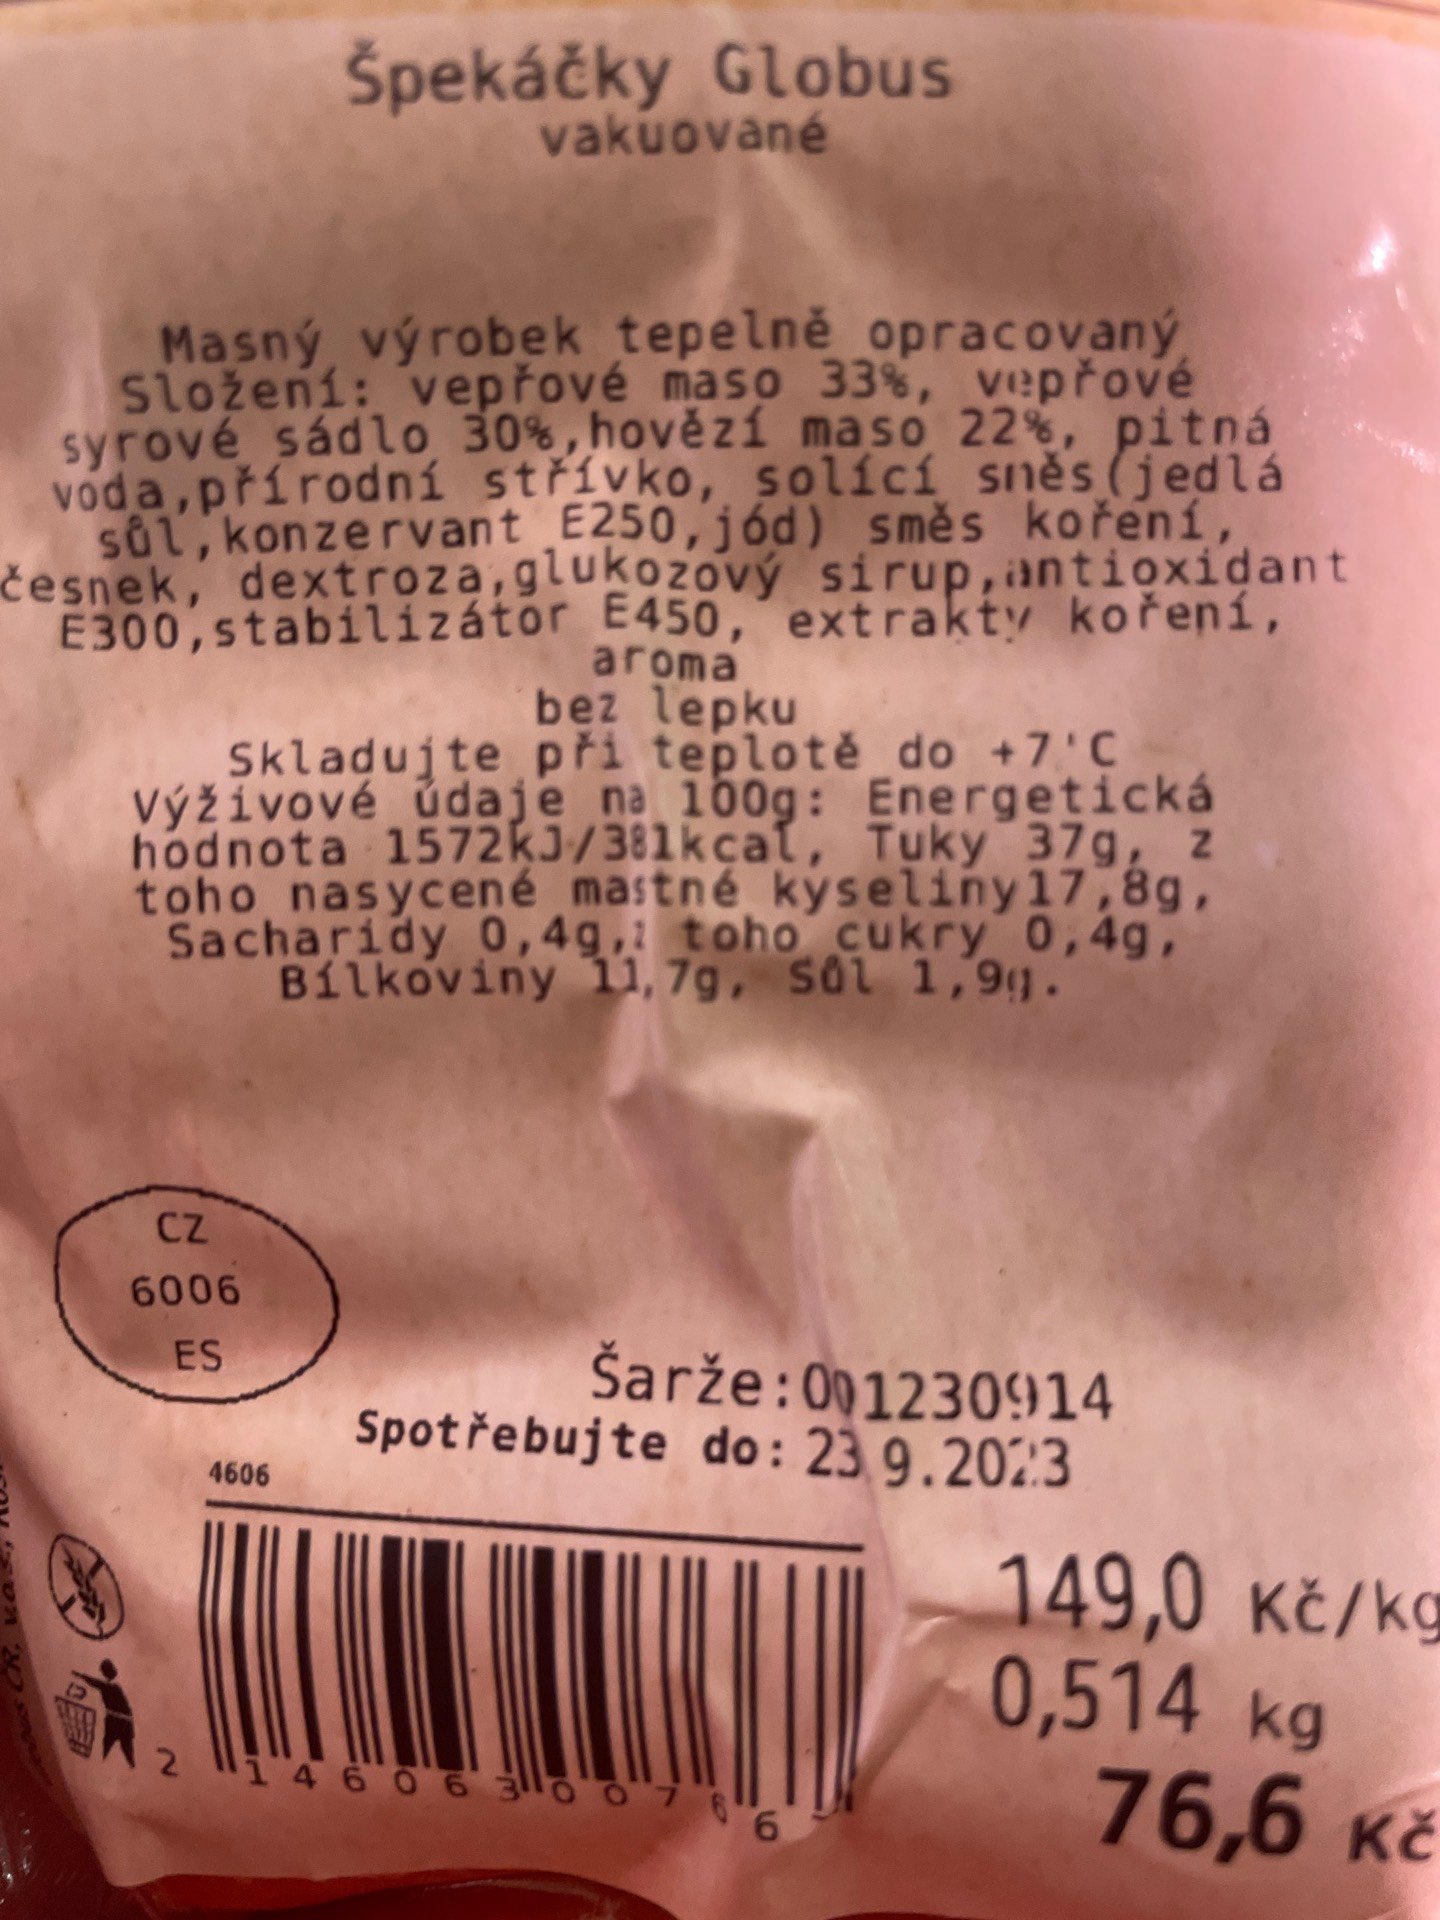 Špekáčky Globus
vakuované
Masný výrobek tepelně opracovaný
Složení: vepřové maso 33%, vepřové
syrové sádlo 30%,hovězí maso 22%, pitná
voda,přírodní střívko, solící směs(jedlá
sůl,konzervant E250,jód) směs koření,
česnek, dextroza,glukozový sirup,antioxidant
E300,stabilizátor E450, extrakty koření,
aroma
bez lepku
Skladujte při teplotě do +7'C
Výživové údaje na 100g: Energetická
hodnota 1572kJ/381kcal, Tuky 37g, z
toho nasycené mastné kyseliny17,8g,
Sacharidy 0,4g,z toho cukry 0,4g,
Bílkoviny 11,7g, Sůl 1,9g.
CZ
6006
ES
Šarže:001230914
Spotřebujte do: 23.9.2023
4606
149,0 Kč/kg
0,514 kg
76,6 Kč
2 146063007666